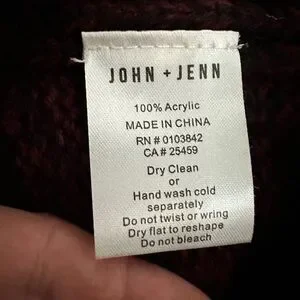 JOHN + JENN
100% Acrylic
MADE IN CHINA
RN # 0103842
CA # 25459
Dry Clean
or
Hand wash cold
separately
Do not twist or wring
Dry flat to reshape
Do not bleach